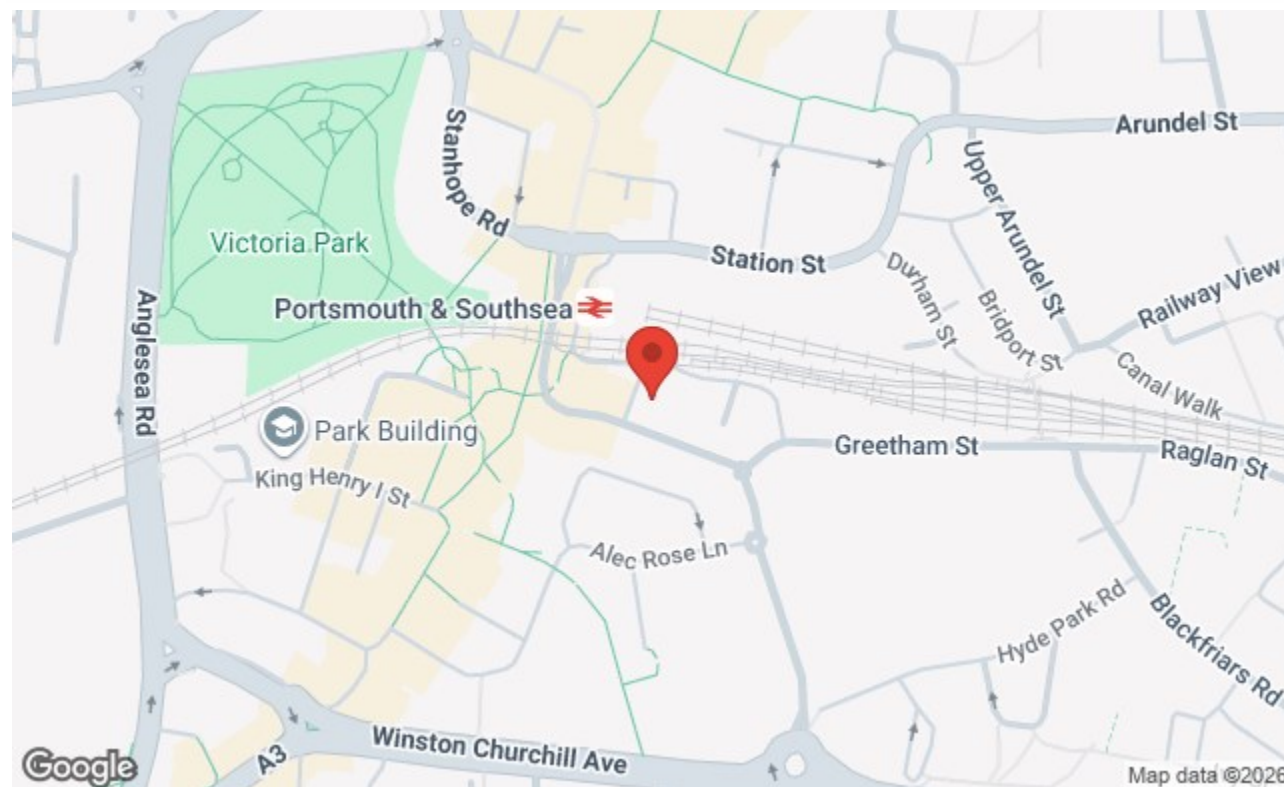 Arundel St
Stanhope Rd
Upper Arundel St
Victoria Park
Station St
Durham St
Railway View
Portsmouth & Southsea
Bridport St
Anglesea Rd
Canal Walk
Park Building
Greetham St
Raglan St
King Henry I St
Alec Rose Ln
Hyde Park Rd
Blackfriars Rd
Winston Churchill Ave
A3
Google
Map data ©2026